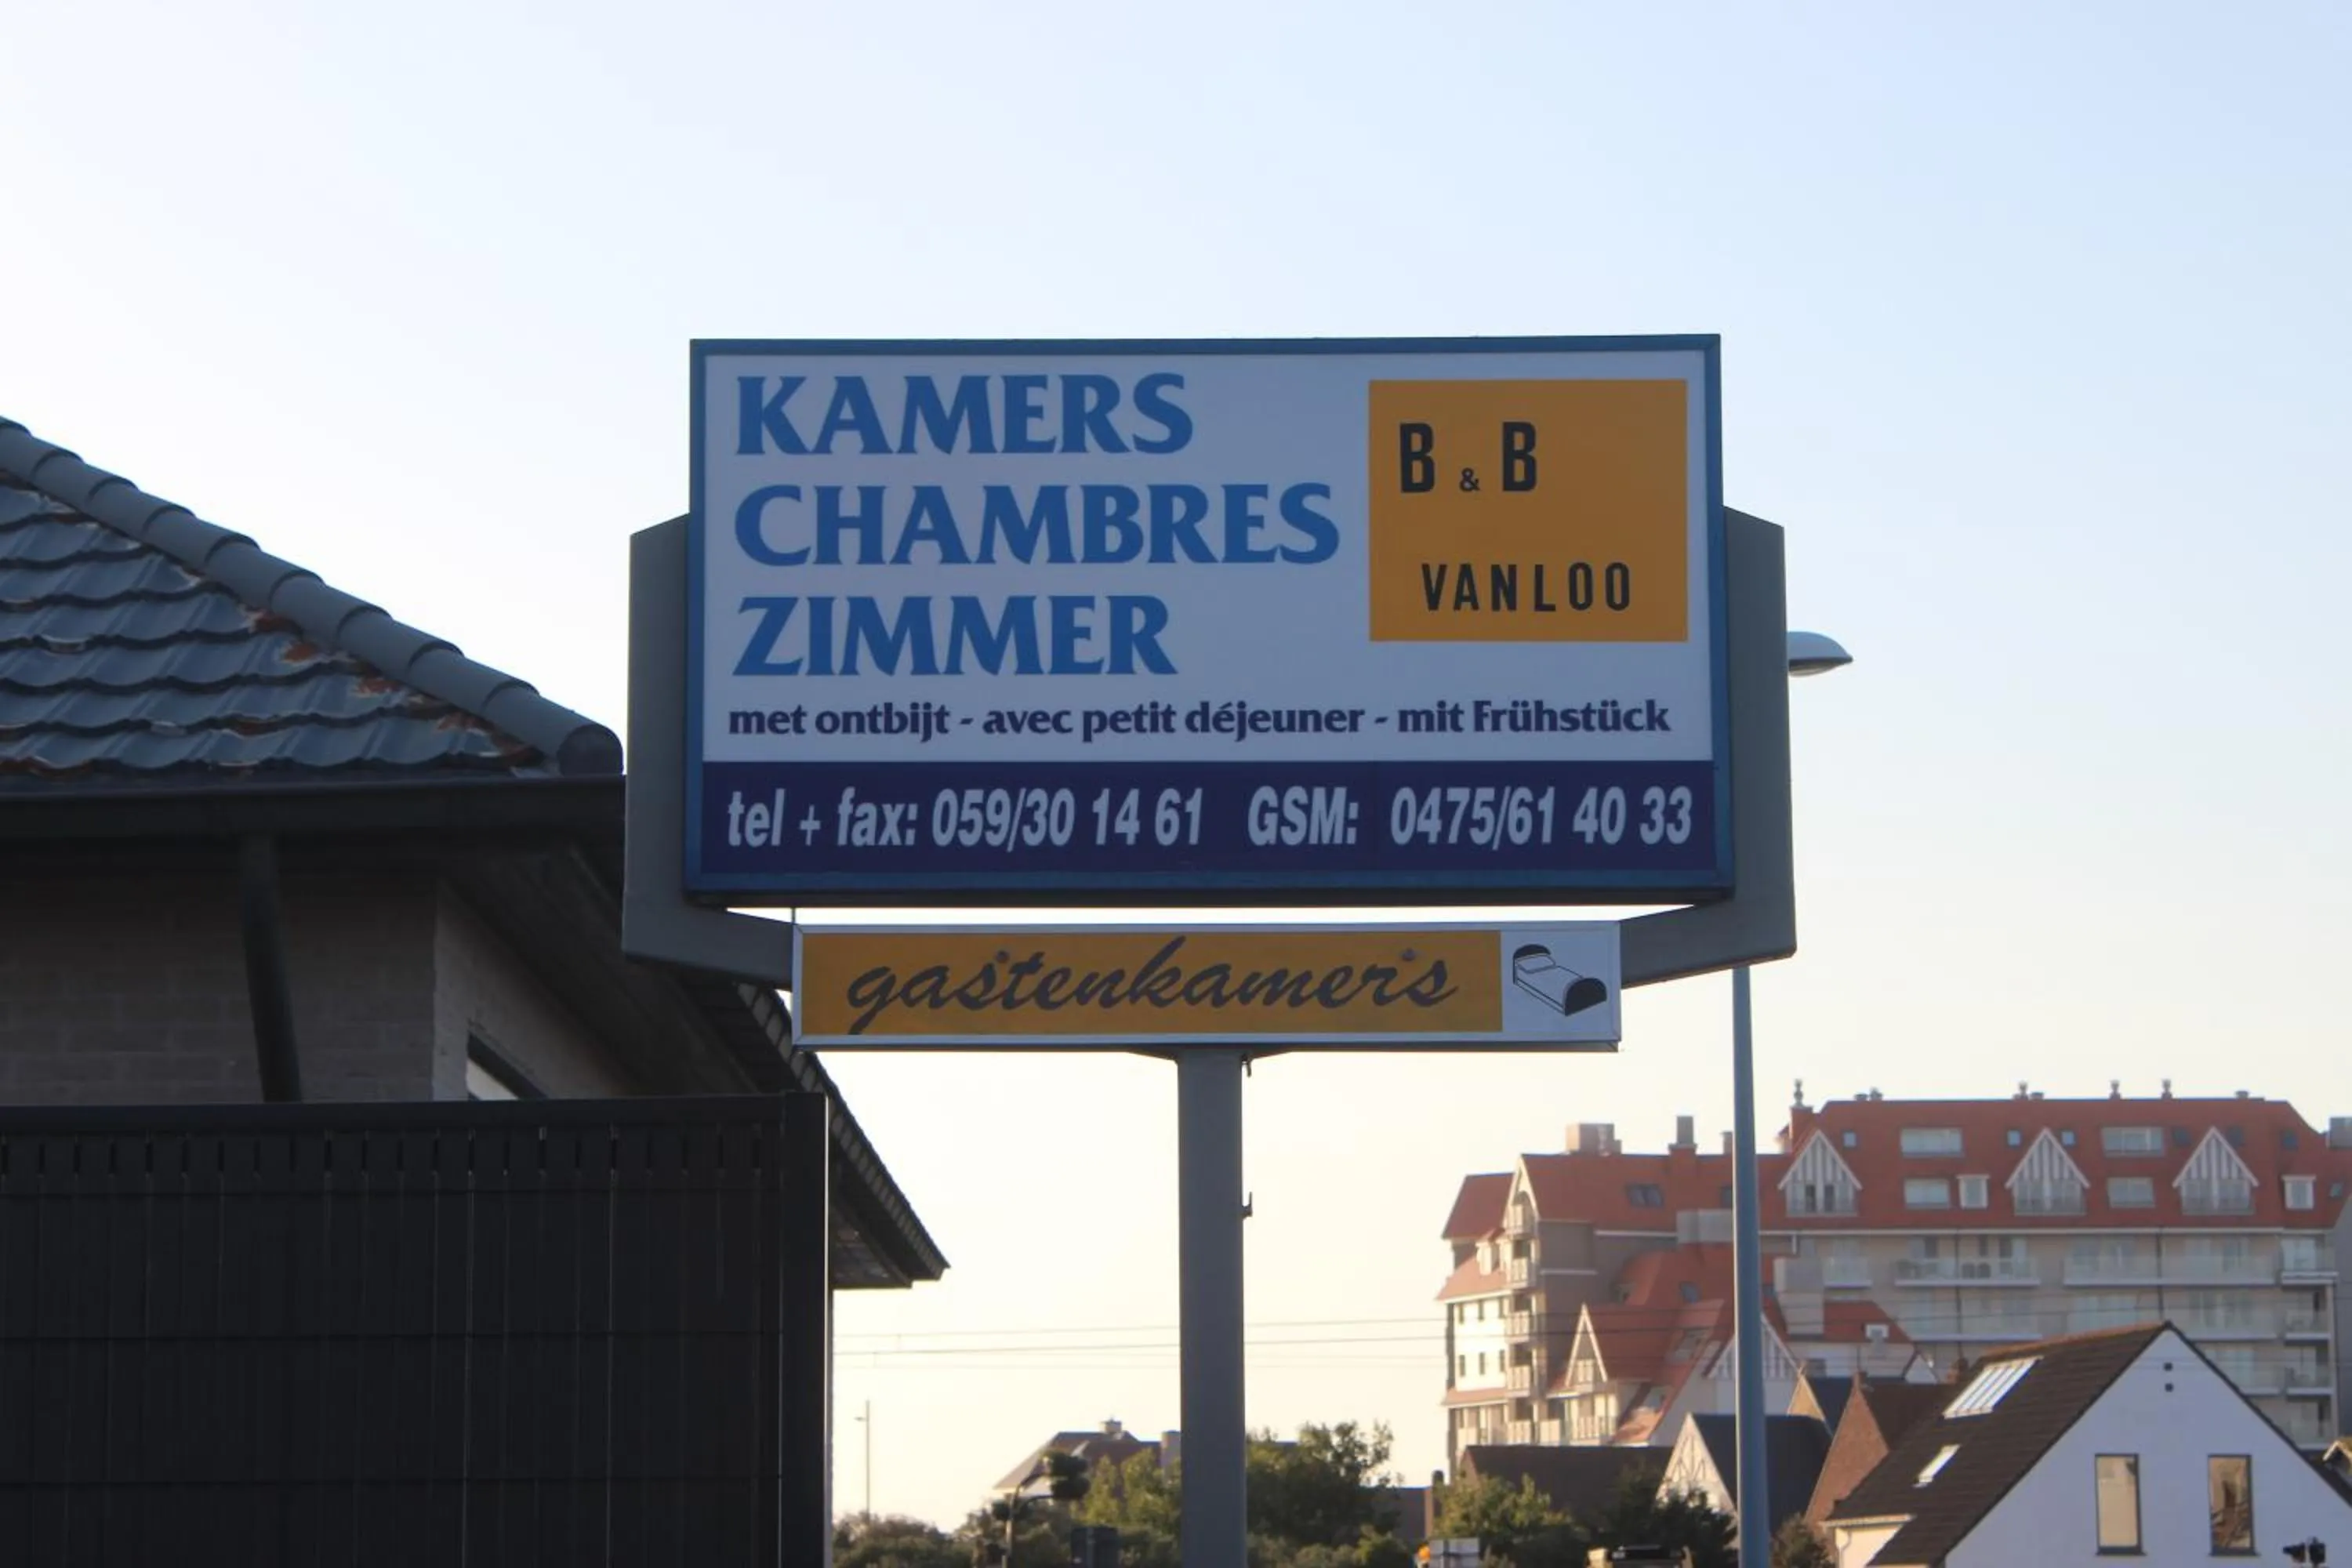 KAMERS
CHAMBRES
ZIMMER
B & B
VANLOO
met ontbijt - avec petit déjeuner - mit Frühstück
tel + fax: 059/30 14 61 GSM: 0475/61 40 33
gastenkamers